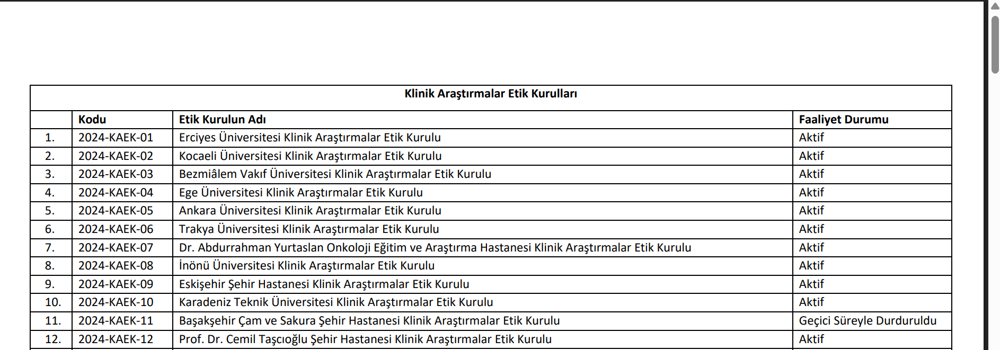 Klinik Araştırmalar Etik Kurulları
Kodu Etik Kurulun Adı Faaliyet Durumu
1. 2024-KAEK-01 Erciyes Üniversitesi Klinik Araştırmalar Etik Kurulu Aktif
2. 2024-KAEK-02 Kocaeli Üniversitesi Klinik Araştırmalar Etik Kurulu Aktif
3. 2024-KAEK-03 Bezmiâlem Vakıf Üniversitesi Klinik Araştırmalar Etik Kurulu Aktif
4. 2024-KAEK-04 Ege Üniversitesi Klinik Araştırmalar Etik Kurulu Aktif
5. 2024-KAEK-05 Ankara Üniversitesi Klinik Araştırmalar Etik Kurulu Aktif
6. 2024-KAEK-06 Trakya Üniversitesi Klinik Araştırmalar Etik Kurulu Aktif
7. 2024-KAEK-07 Dr. Abdurrahman Yurtaslan Onkoloji Eğitim ve Araştırma Hastanesi Klinik Araştırmalar Etik Kurulu Aktif
8. 2024-KAEK-08 İnönü Üniversitesi Klinik Araştırmalar Etik Kurulu Aktif
9. 2024-KAEK-09 Eskişehir Şehir Hastanesi Klinik Araştırmalar Etik Kurulu Aktif
10. 2024-KAEK-10 Karadeniz Teknik Üniversitesi Klinik Araştırmalar Etik Kurulu Aktif
11. 2024-KAEK-11 Başakşehir Çam ve Sakura Şehir Hastanesi Klinik Araştırmalar Etik Kurulu Geçici Süreyle Durduruldu
12. 2024-KAEK-12 Prof. Dr. Cemil Taşcıoğlu Şehir Hastanesi Klinik Araştırmalar Etik Kurulu Aktif